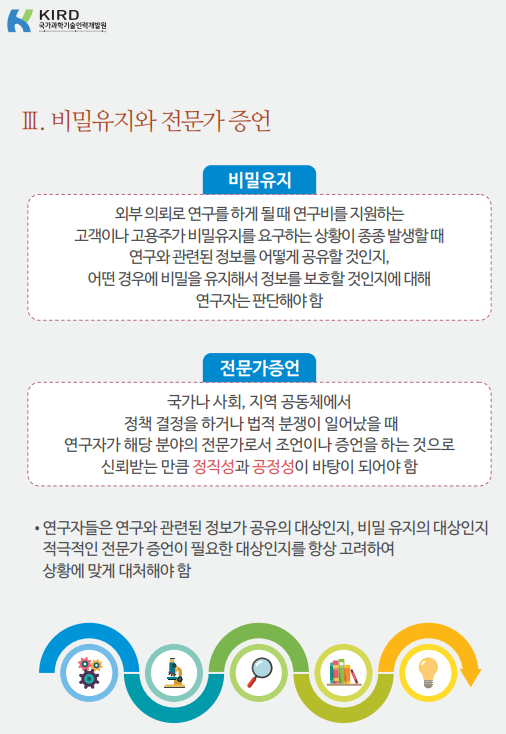 KIRD
국가과학기술인력개발원
Ⅲ. 비밀유지와 전문가 증언
비밀유지
외부 의뢰로 연구를 하게 될 때 연구비를 지원하는
고객이나 고용주가 비밀유지를 요구하는 상황이 종종 발생할 때
연구와 관련된 정보를 어떻게 공유할 것인지,
어떤 경우에 비밀을 유지해서 정보를 보호할 것인지에 대해
연구자는 판단해야 함
전문가증언
국가나 사회, 지역 공동체에서
정책 결정을 하거나 법적 분쟁이 일어났을 때
연구자가 해당 분야의 전문가로서 조언이나 증언을 하는 것으로
신뢰받는 만큼 정직성과 공정성이 바탕이 되어야 함
• 연구자들은 연구와 관련된 정보가 공유의 대상인지, 비밀 유지의 대상인지
적극적인 전문가 증언이 필요한 대상인지를 항상 고려하여
상황에 맞게 대처해야 함